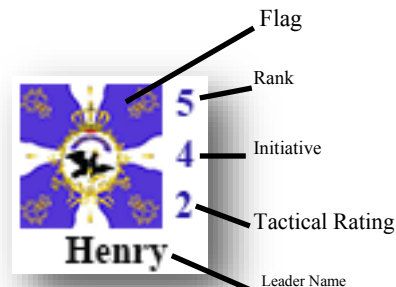 Flag
5
Rank
4
Initiative
2
Tactical Rating
Henry
Leader Name